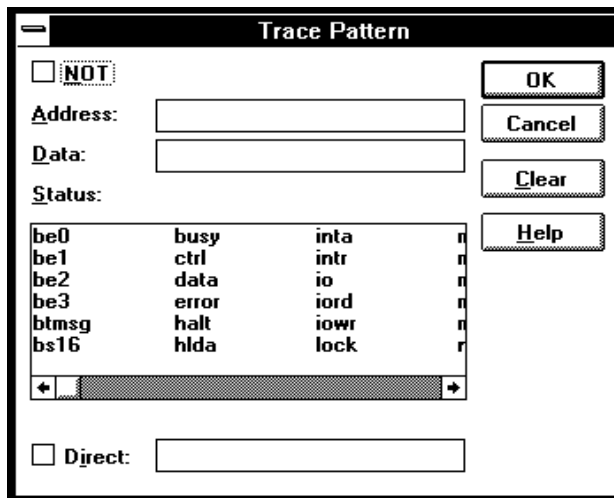 Trace Pattern
NOT
OK
Address:
Cancel
Data:
Clear
Status:
Help
be0 busy inta
be1 ctrl intr
be2 data io
be3 error iord
btmsg halt iowr
bs16 hlda lock
Direct: